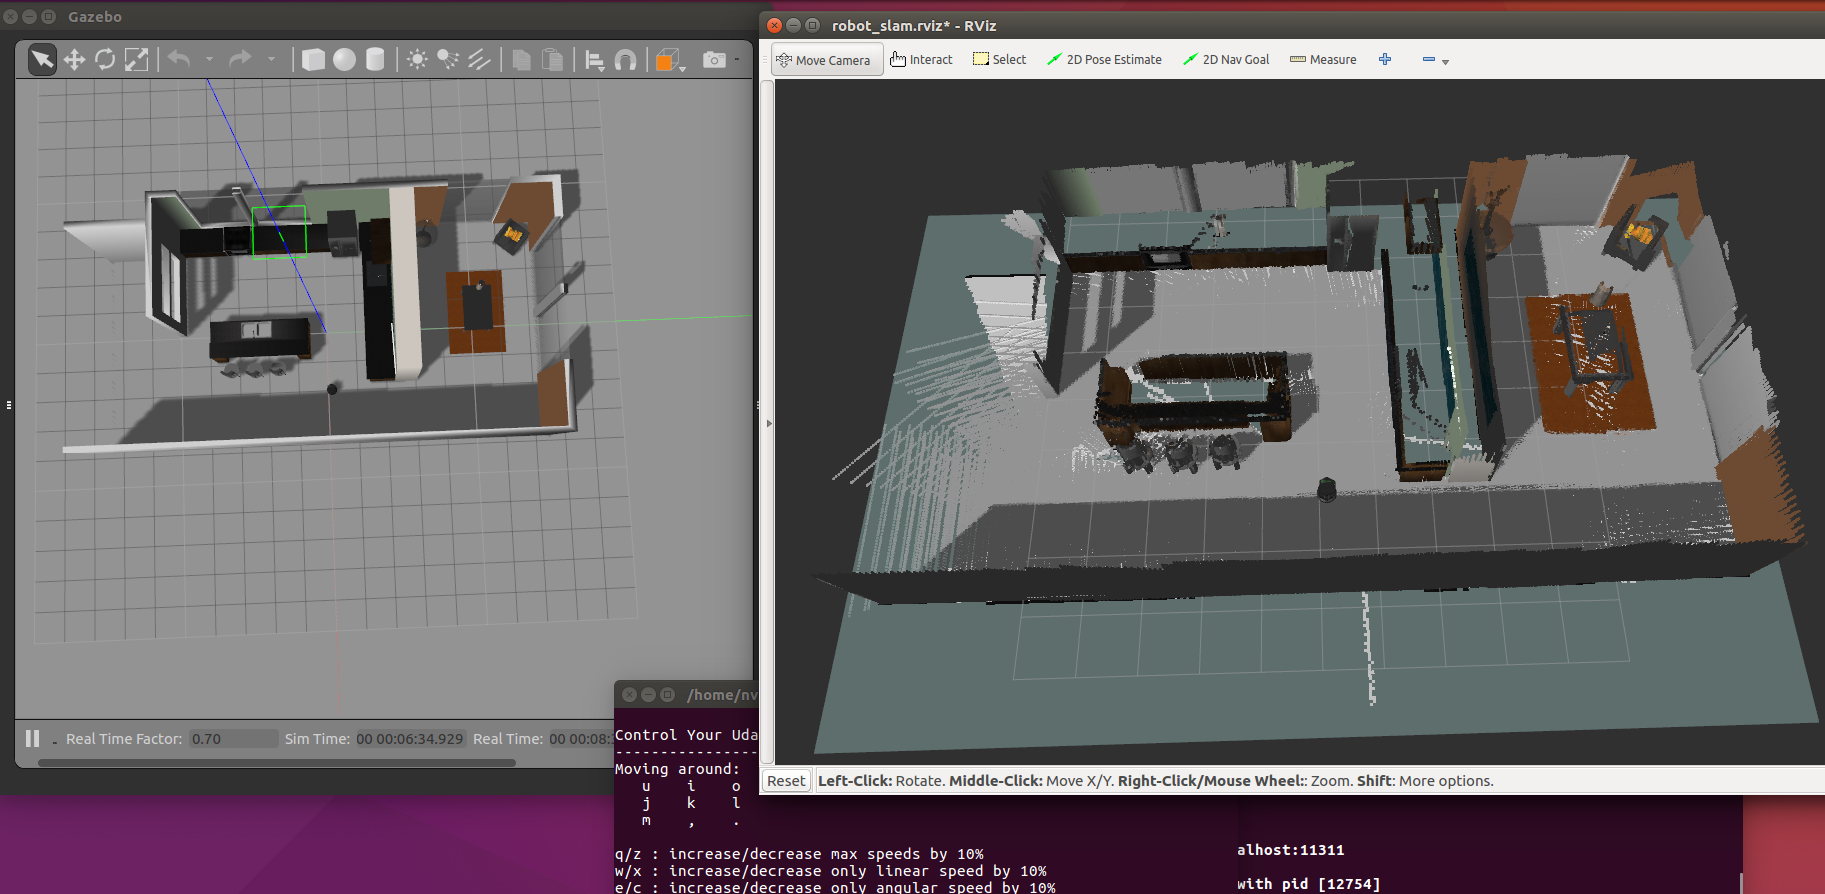 Gazebo
Real Time Factor: 0.70 Sim Time: 00 00:06:34.929 Real Time: 00 00:08:
robot_slam.rviz* - RViz
Move Camera Interact Select 2D Pose Estimate 2D Nav Goal Measure
Reset Left-Click: Rotate. Middle-Click: Move X/Y. Right-Click/Mouse Wheel:: Zoom. Shift: More options.
/home/nv
Control Your Uda
---------------
Moving around:
u i o
j k l
m , .
q/z : increase/decrease max speeds by 10%
w/x : increase/decrease only linear speed by 10%
e/c : increase/decrease only angular speed by 10%
alhost:11311
with pid [12754]